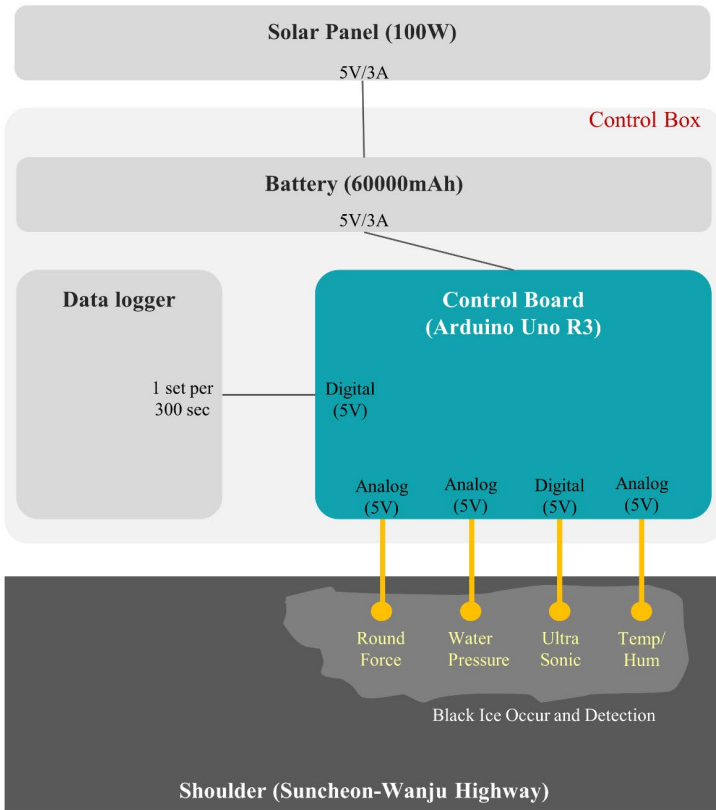 Solar Panel (100W)
5V/3A
Control Box
Battery (60000mAh)
5V/3A
Data logger
Control Board
(Arduino Uno R3)
1 set per
300 sec
Digital
(5V)
Analog
(5V)
Analog
(5V)
Digital
(5V)
Analog
(5V)
Round
Force
Water
Pressure
Ultra
Sonic
Temp/
Hum
Black Ice Occur and Detection
Shoulder (Suncheon-Wanju Highway)